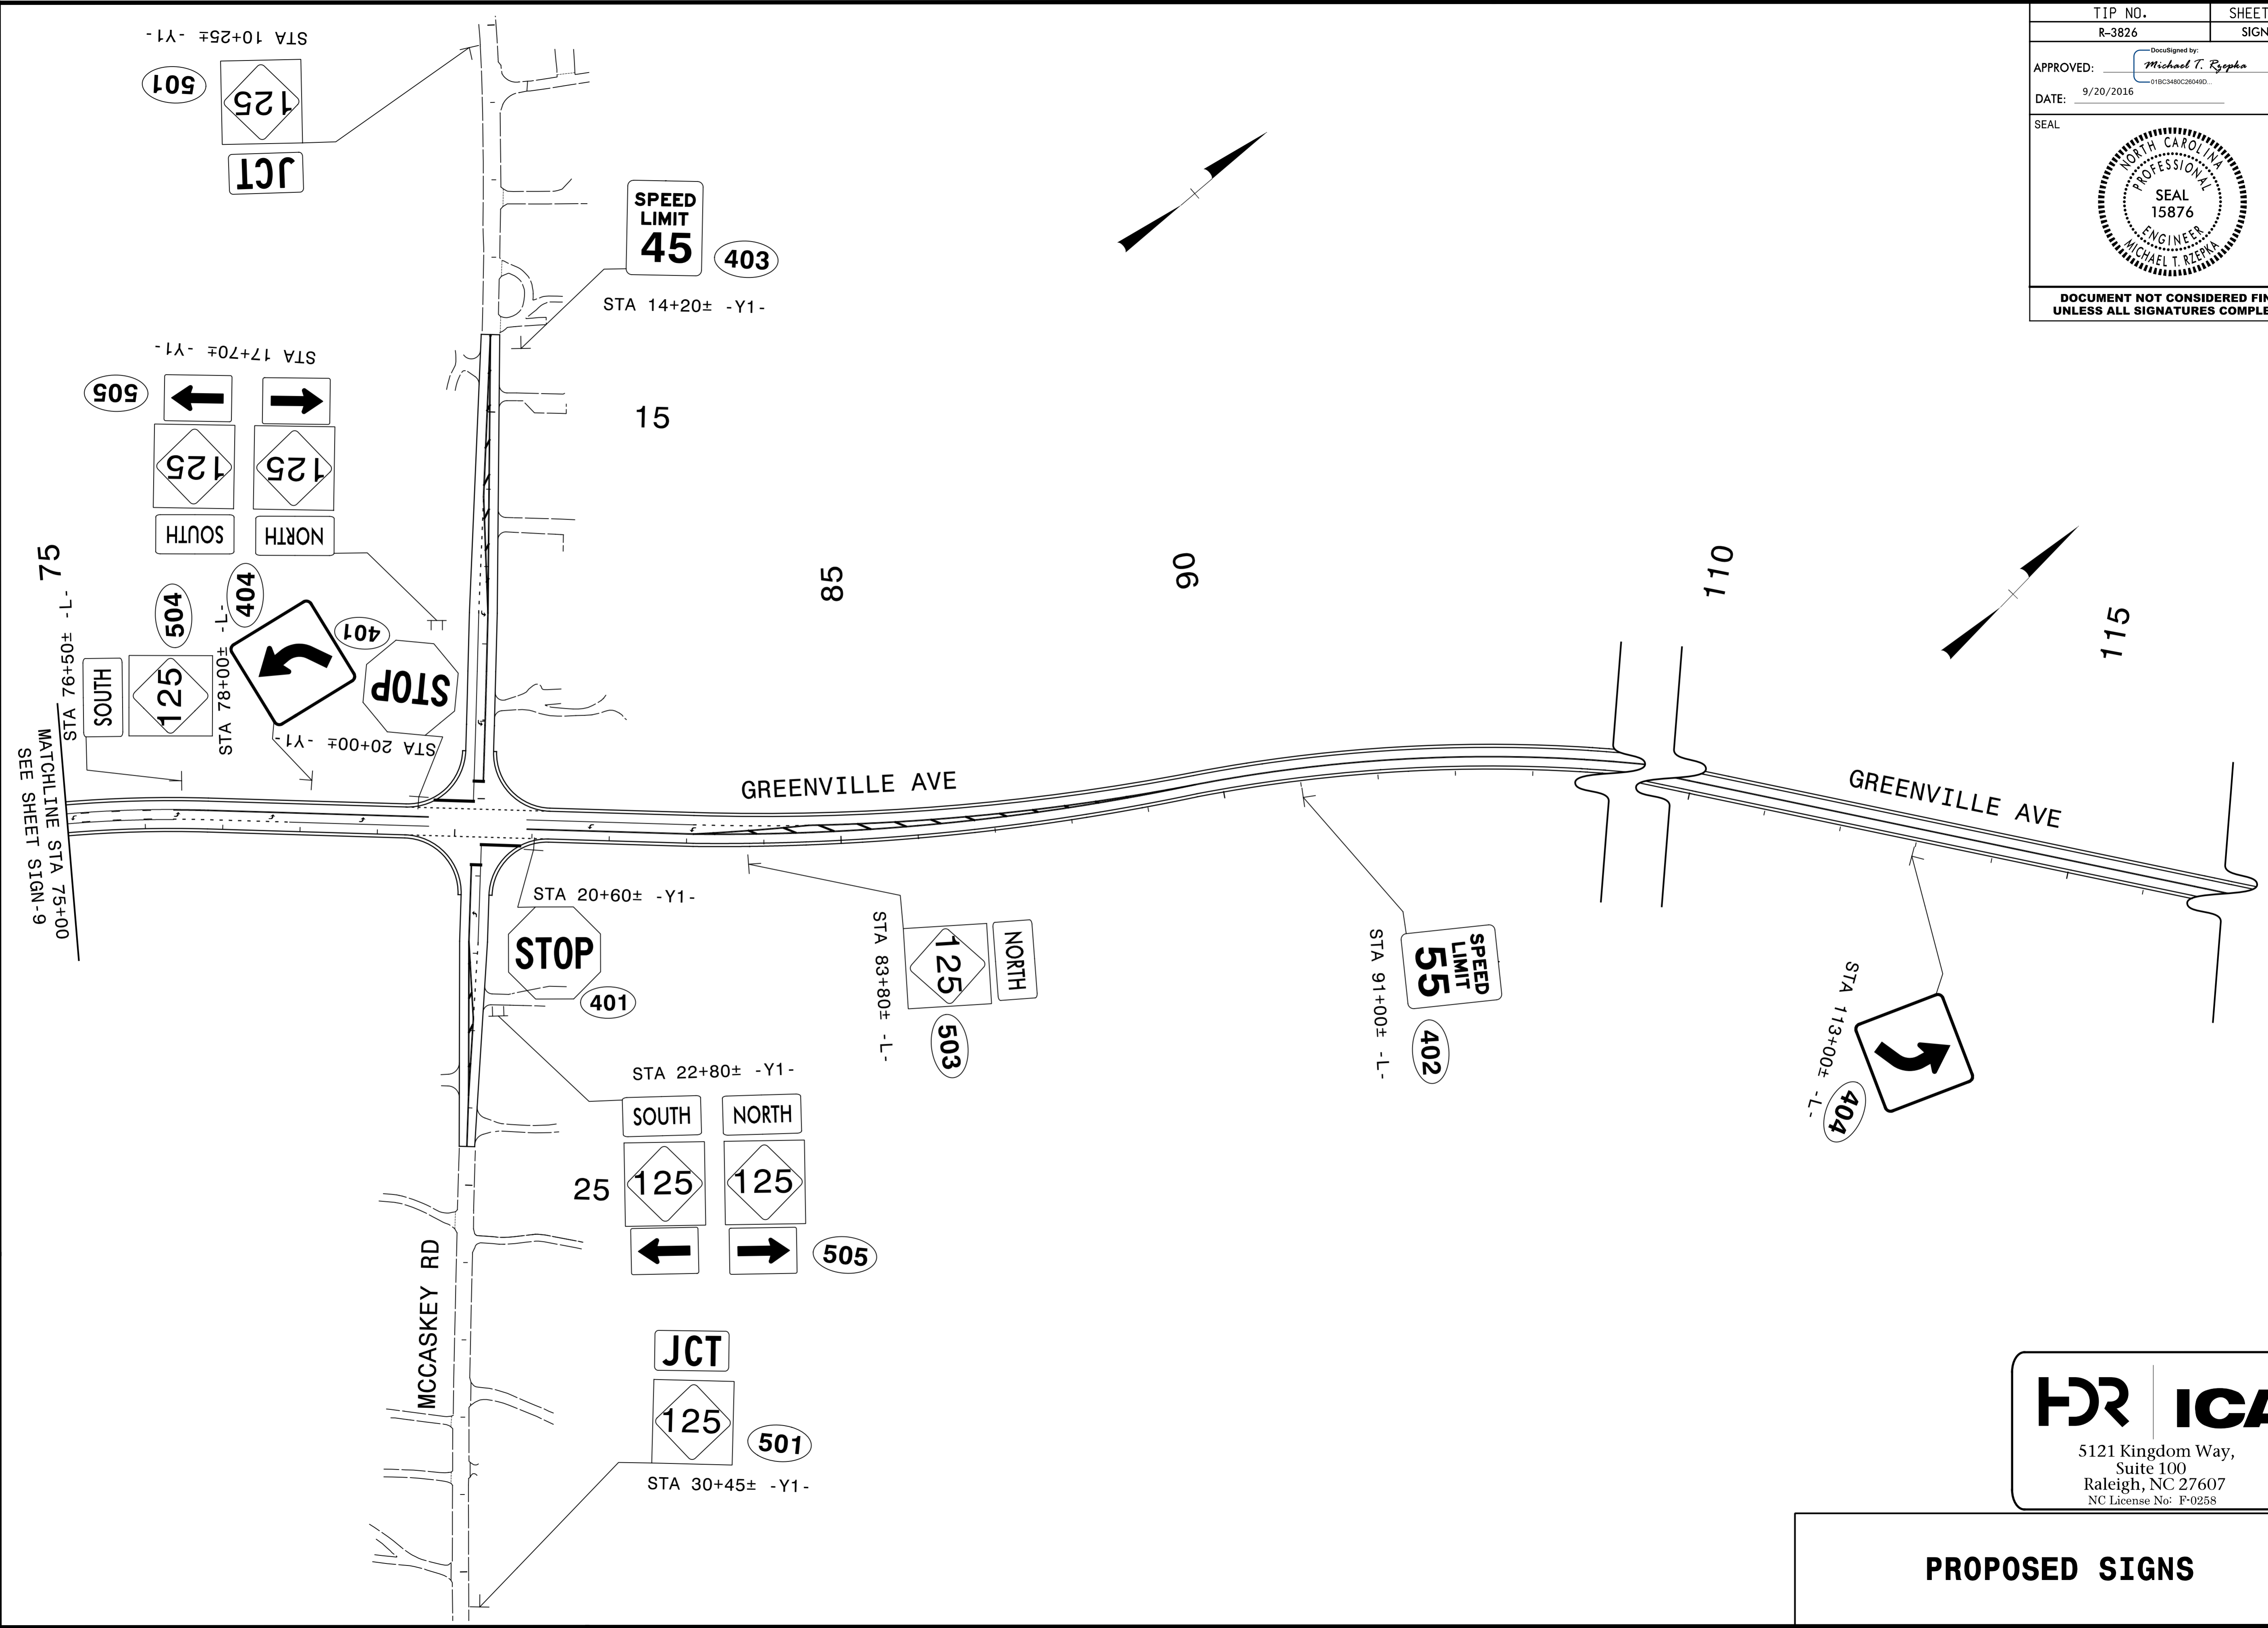 TIP NO.
SHEET
R-3826
SIGN
DocuSigned by:
APPROVED:
Michael T. Rzepka
01BC3480C26049D...
DATE:
9/20/2016
SEAL
NORTH CAROLINA
PROFESSIONAL
SEAL
15876
ENGINEER
MICHAEL T. RZEPKA
DOCUMENT NOT CONSIDERED FIN
UNLESS ALL SIGNATURES COMPLE
STA 10+25± -Y1-
501
125
JCT
SPEED
LIMIT
45
403
STA 14+20± -Y1-
STA 17+70± -Y1-
505
125
125
SOUTH
NORTH
15
75
85
90
110
115
STA 76+50± -L-
SOUTH
125
504
STA 78+00± -L-
404
401
STOP
STA 20+00± -Y1-
MATCHLINE STA 75+00
SEE SHEET SIGN-9
GREENVILLE AVE
GREENVILLE AVE
STA 20+60± -Y1-
STOP
401
STA 83+80± -L-
NORTH
125
503
STA 91+00± -L-
SPEED
LIMIT
55
402
STA 113+00± -L-
404
STA 22+80± -Y1-
SOUTH
NORTH
25
125
125
505
MCCASKEY RD
JCT
125
501
STA 30+45± -Y1-
HDR
ICA
5121 Kingdom Way,
Suite 100
Raleigh, NC 27607
NC License No: F-0258
PROPOSED SIGNS